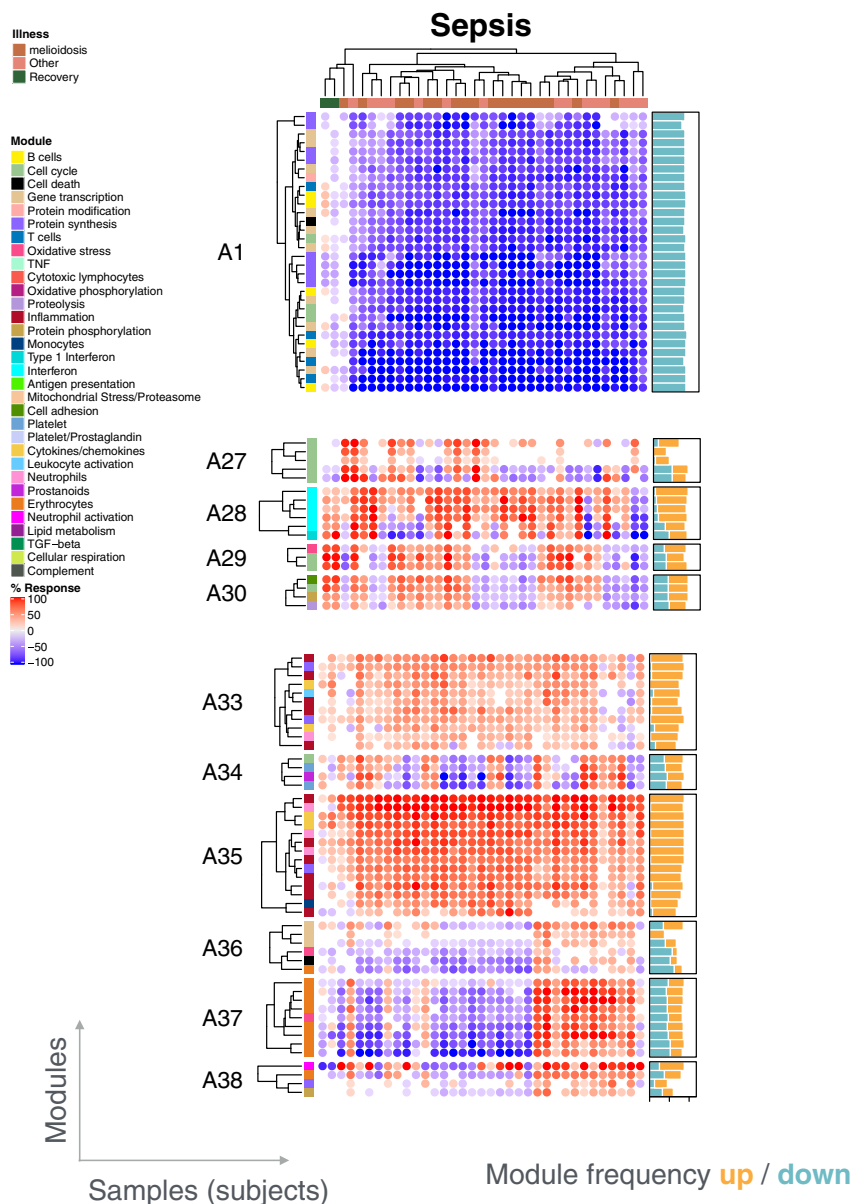 Sepsis
Illness
melioidosis
Other
Recovery
Module
B cells
Cell cycle
Cell death
Gene transcription
Protein modification
Protein synthesis
T cells
Oxidative stress
TNF
Cytotoxic lymphocytes
Oxidative phosphorylation
Proteolysis
Inflammation
Protein phosphorylation
Monocytes
Type 1 Interferon
Interferon
Antigen presentation
Mitochondrial Stress/Proteasome
Cell adhesion
Platelet
Platelet/Prostaglandin
Cytokines/chemokines
Leukocyte activation
Neutrophils
Prostanoids
Erythrocytes
Neutrophil activation
Lipid metabolism
TGF−beta
Cellular respiration
Complement
% Response
100
50
0
−50
−100
A1
A27
A28
A29
A30
A33
A34
A35
A36
A37
A38
Modules
Samples (subjects)
Module frequency up / down